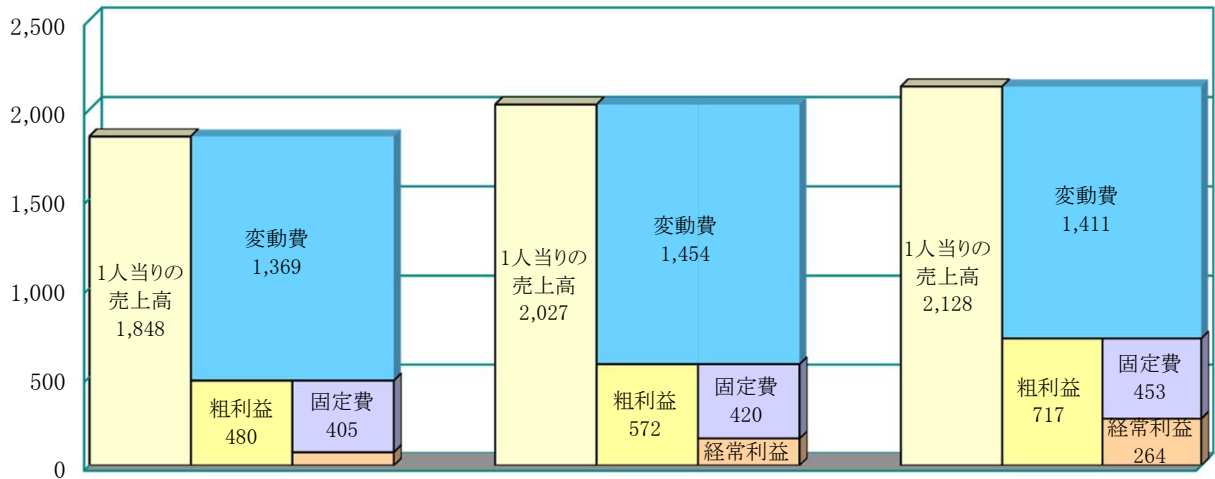 2,500
2,000
1,500
1,000
500
0
1人当りの
売上高
1,848
変動費
1,369
粗利益
480
固定費
405
1人当りの
売上高
2,027
変動費
1,454
粗利益
572
固定費
420
経常利益
1人当りの
売上高
2,128
変動費
1,411
粗利益
717
固定費
453
経常利益
264